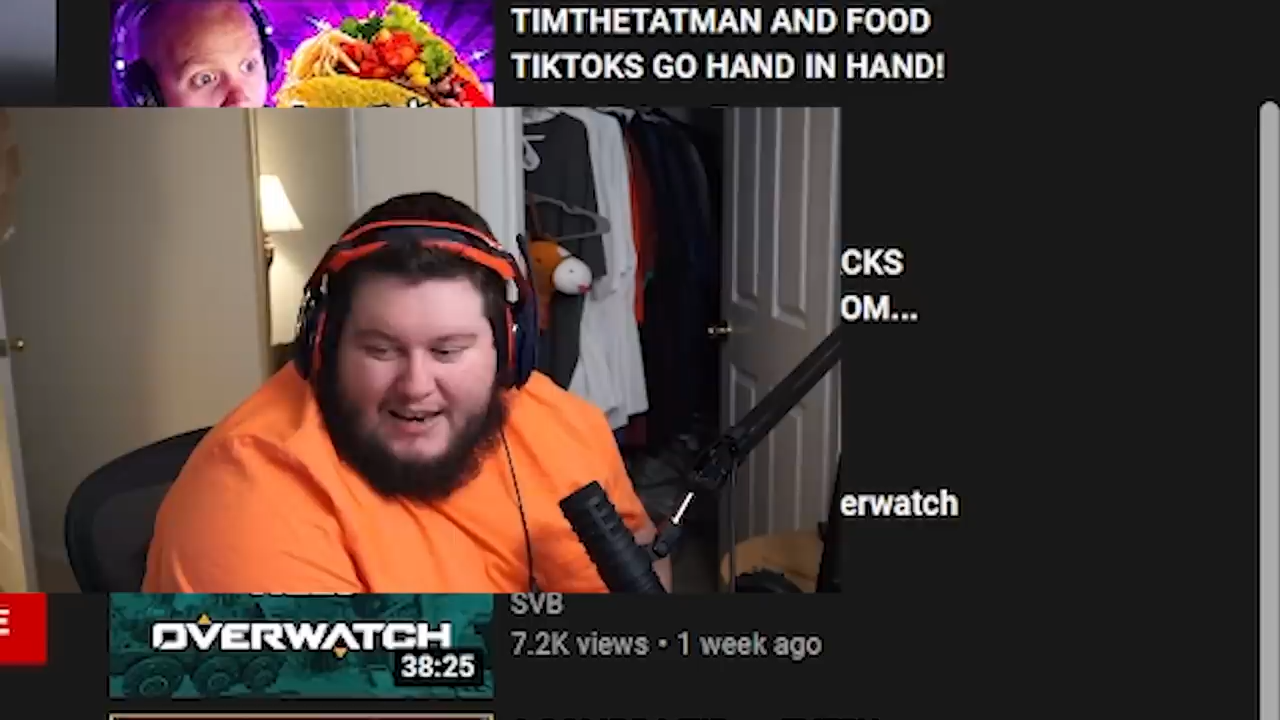 TIMTHETATMAN AND FOOD
TIKTOKS GO HAND IN HAND!
CKS
OM...
erwatch
SVB
7.2K views • 1 week ago
OVERWATCH
38:25